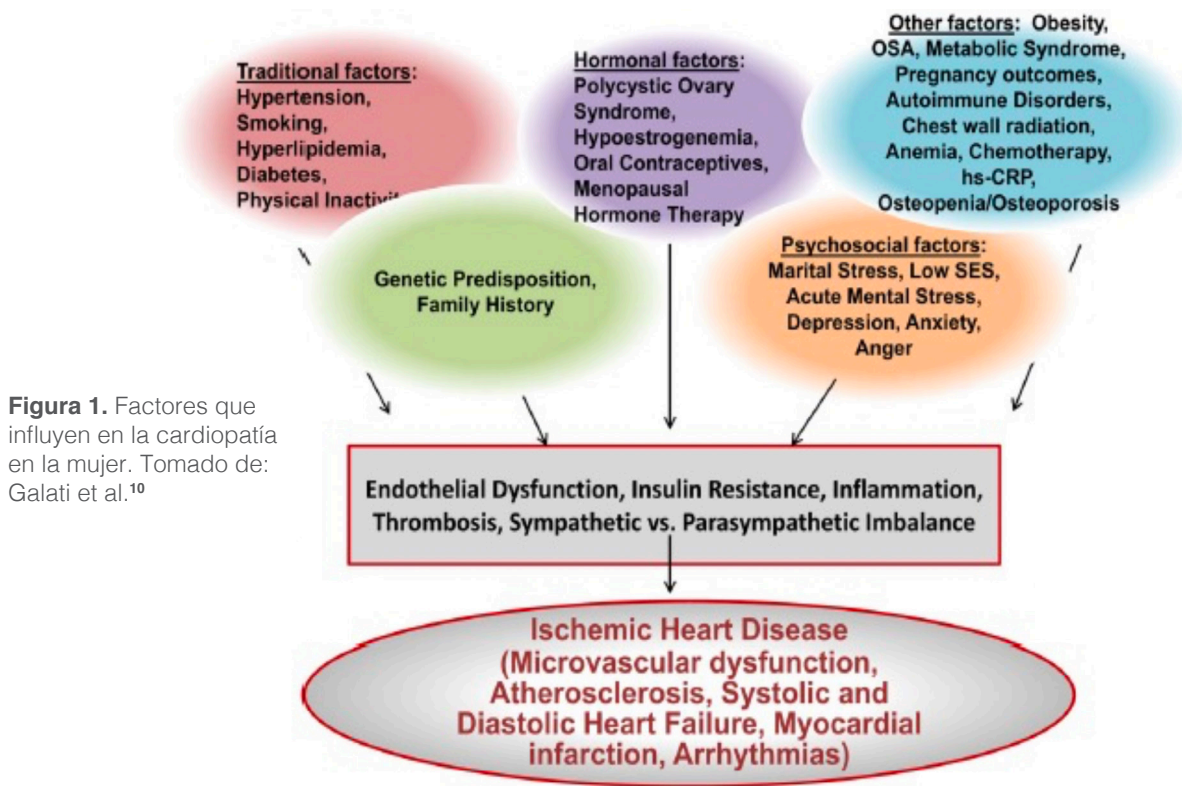 Traditional factors:
Hypertension,
Smoking,
Hyperlipidemia,
Diabetes,
Physical Inactivit
Hormonal factors:
Polycystic Ovary
Syndrome,
Hypoestrogenemia,
Oral Contraceptives,
Menopausal
Hormone Therapy
Other factors: Obesity,
OSA, Metabolic Syndrome,
Pregnancy outcomes,
Autoimmune Disorders,
Chest wall radiation,
Anemia, Chemotherapy,
hs-CRP,
Osteopenia/Osteoporosis
Genetic Predisposition,
Family History
Psychosocial factors:
Marital Stress, Low SES,
Acute Mental Stress,
Depression, Anxiety,
Anger
Figura 1. Factores que
influyen en la cardiopatía
en la mujer. Tomado de:
Galati et al.10
Endothelial Dysfunction, Insulin Resistance, Inflammation,
Thrombosis, Sympathetic vs. Parasympathetic Imbalance
Ischemic Heart Disease
(Microvascular dysfunction,
Atherosclerosis, Systolic and
Diastolic Heart Failure, Myocardial
infarction, Arrhythmias)